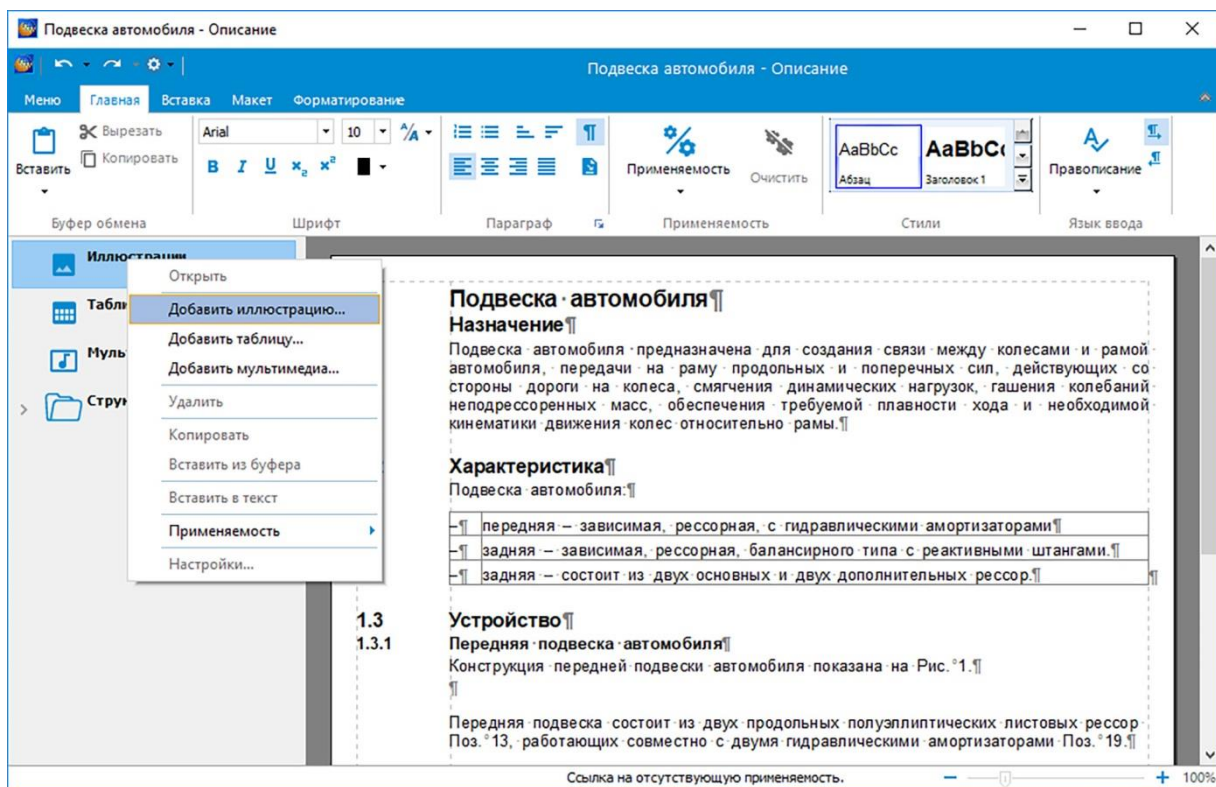 Подвеска автомобиля - Описание
Подвеска автомобиля - Описание
Меню Главная Вставка Макет Форматирование
Вставить
Вырезать
Копировать
Буфер обмена
Arial 10
B I U x₂ x²
Шрифт
Параграф
Применяемость
Очистить
Применяемость
AaBbCc
Абзац
AaBbC
Заголовок 1
Стили
Правописание
Язык ввода
Иллюстрации
Открыть
Добавить иллюстрацию...
Добавить таблицу...
Добавить мультимедиа...
Удалить
Копировать
Вставить из буфера
Вставить в текст
Применяемость
Настройки...
Подвеска·автомобиля¶
Назначение¶
Подвеска·автомобиля·предназначена·для·создания·связи·между·колесами·и·рамой·
автомобиля,·передачи·на·раму·продольных·и·поперечных·сил,·действующих·со·
стороны·дороги·на·колеса,·смягчения·динамических·нагрузок,·гашения·колебаний·
неподрессоренных·масс,·обеспечения·требуемой·плавности·хода·и·необходимой·
кинематики·движения·колес·относительно·рамы.¶
Характеристика¶
Подвеска·автомобиля:¶
–¶ передняя·–·зависимая,·рессорная,·с·гидравлическими·амортизаторами¶
–¶ задняя·–·зависимая,·рессорная,·балансирного·типа·с·реактивными·штангами.¶
–¶ задняя·–·состоит·из·двух·основных·и·двух·дополнительных·рессор.¶ ¶
1.3 Устройство¶
1.3.1 Передняя·подвеска·автомобиля¶
Конструкция·передней·подвески·автомобиля·показана·на·Рис.°1.¶
¶
Передняя·подвеска·состоит·из·двух·продольных·полуэллиптических·листовых·рессор·
Поз.°13,·работающих·совместно·с·двумя·гидравлическими·амортизаторами·Поз.°19.¶
Ссылка на отсутствующую применяемость. 100%